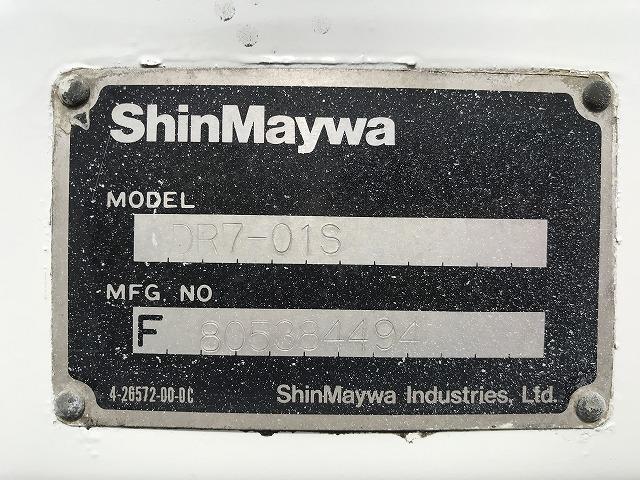 ShinMaywa
MODEL
DR7-01S
MFG NO
F 805384494
4-26572-00-0C ShinMaywa Industries, Ltd.